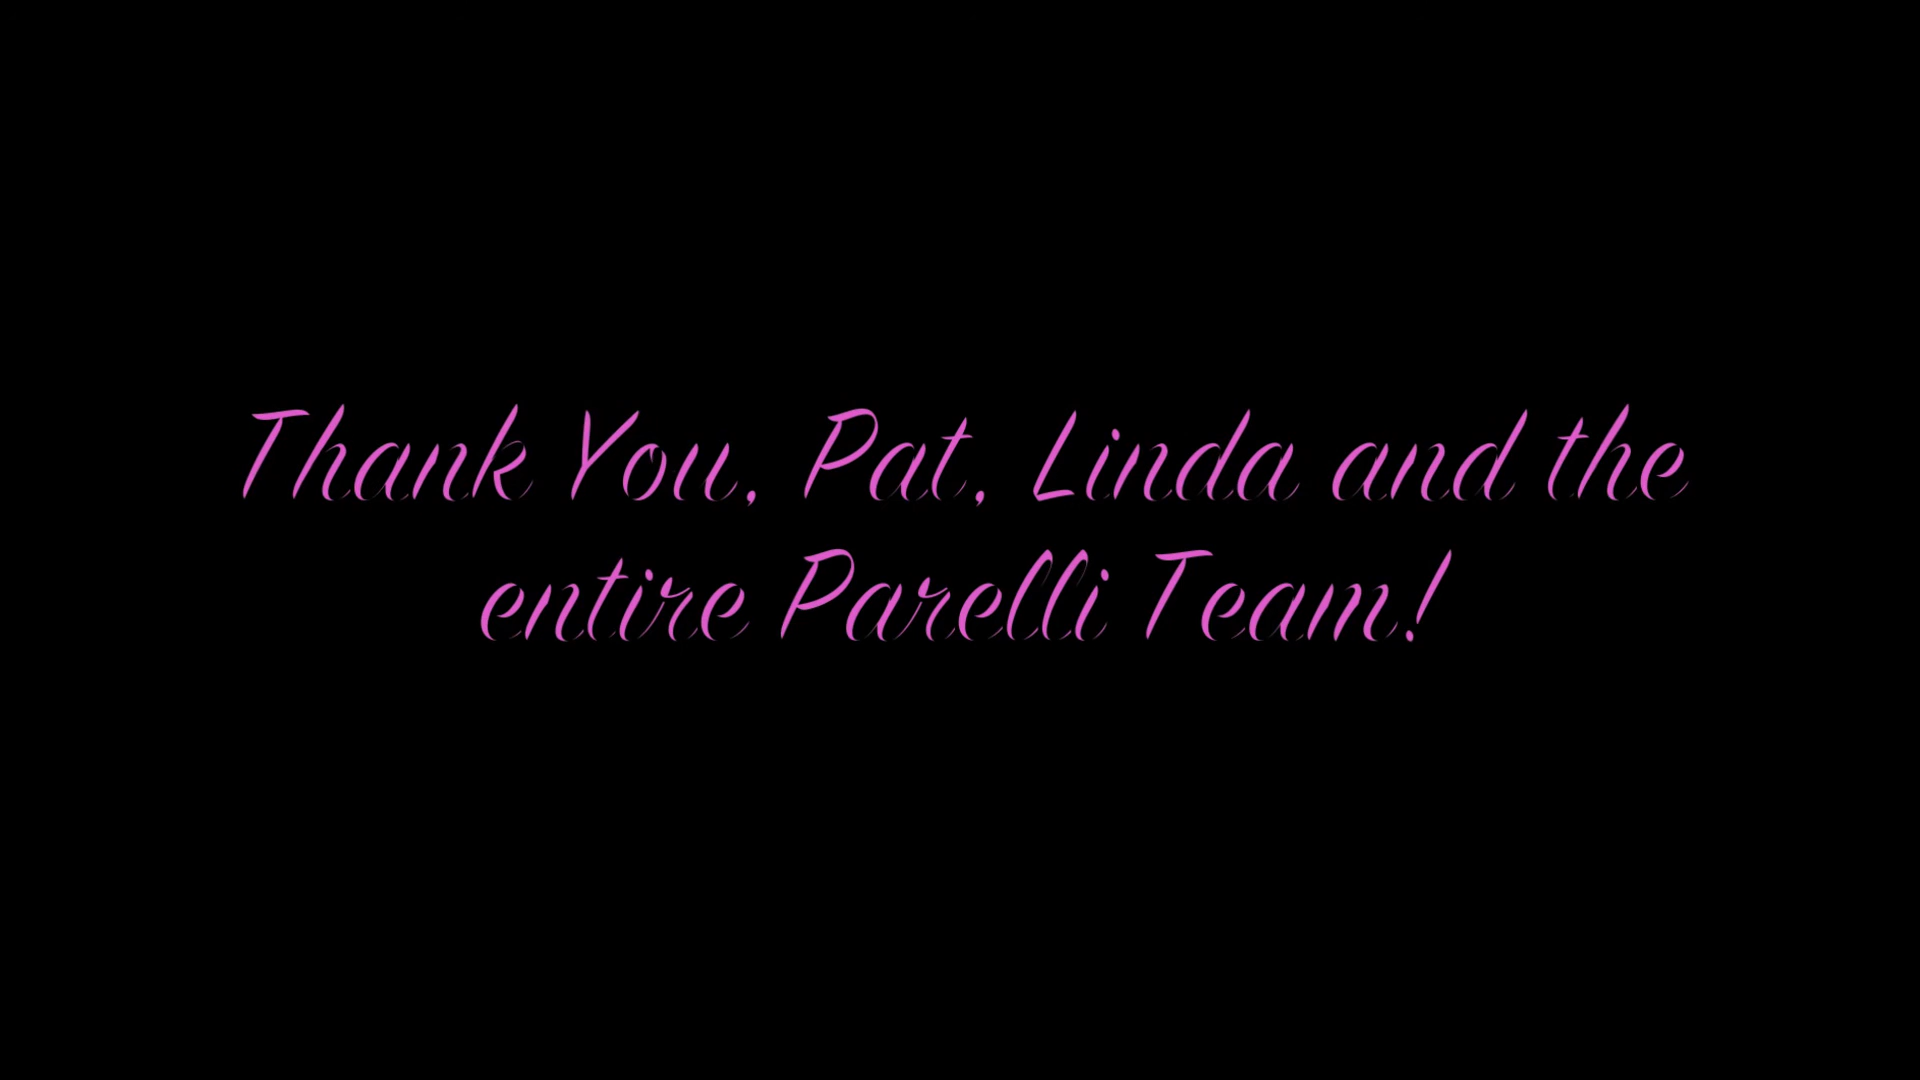 Thank You, Pat, Linda and the
entire Parelli Team!